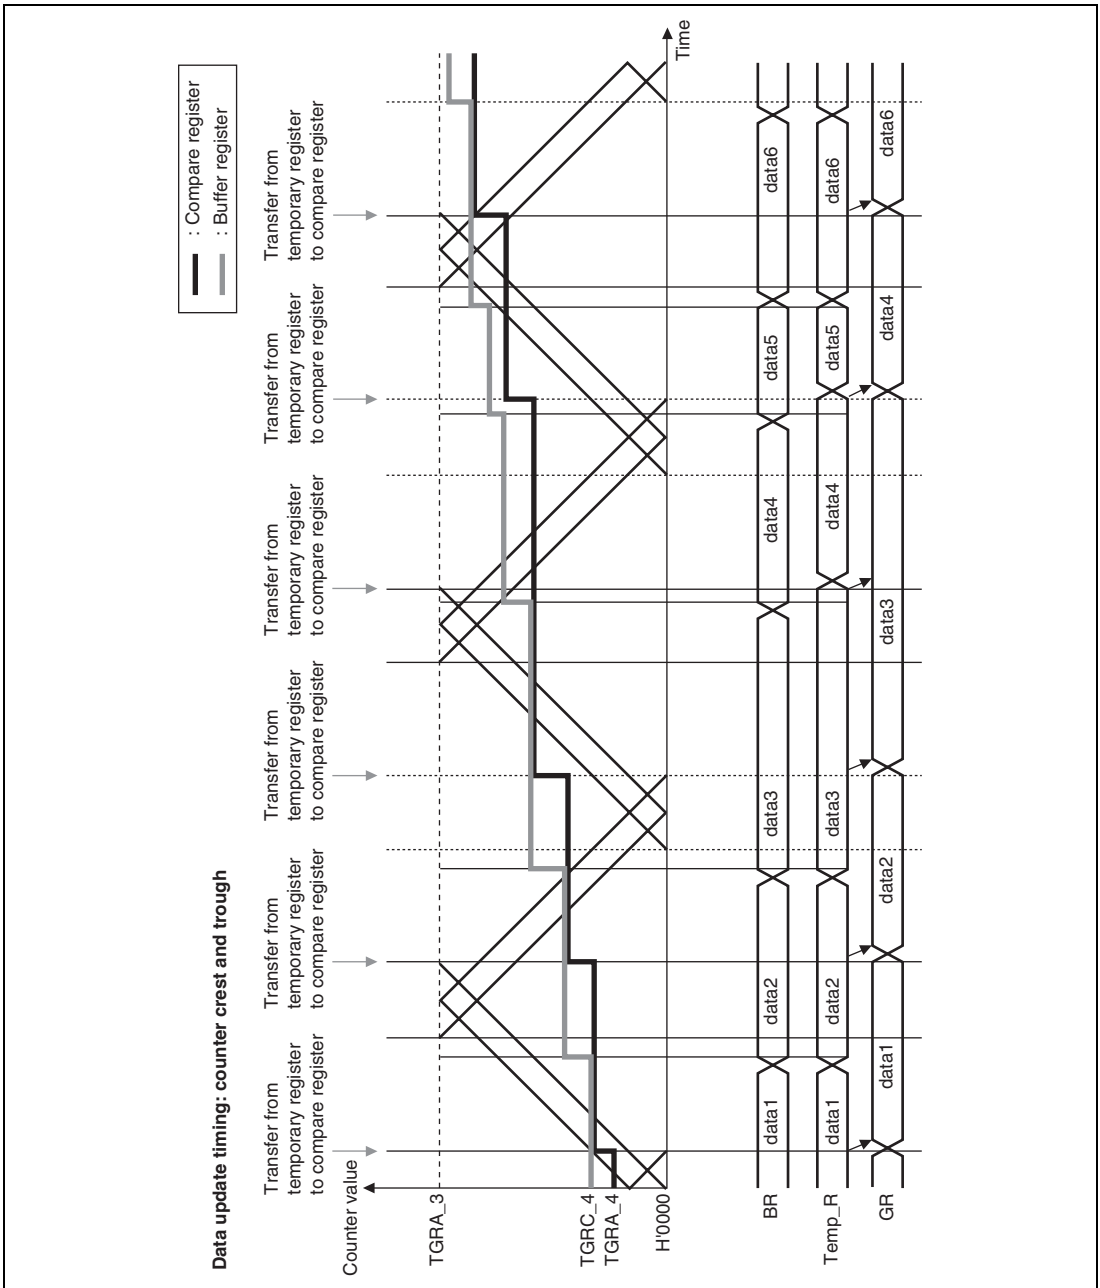 Data update timing: counter crest and trough
: Compare register
: Buffer register
Transfer from
temporary register
to compare register
Transfer from
temporary register
to compare register
Transfer from
temporary register
to compare register
Transfer from
temporary register
to compare register
Transfer from
temporary register
to compare register
Transfer from
temporary register
to compare register
Counter value
TGRA_3
TGRC_4
TGRA_4
H'0000
Time
BR
data1
data2
data3
data4
data5
data6
Temp_R
data1
data2
data3
data4
data5
data6
GR
data1
data2
data3
data4
data6